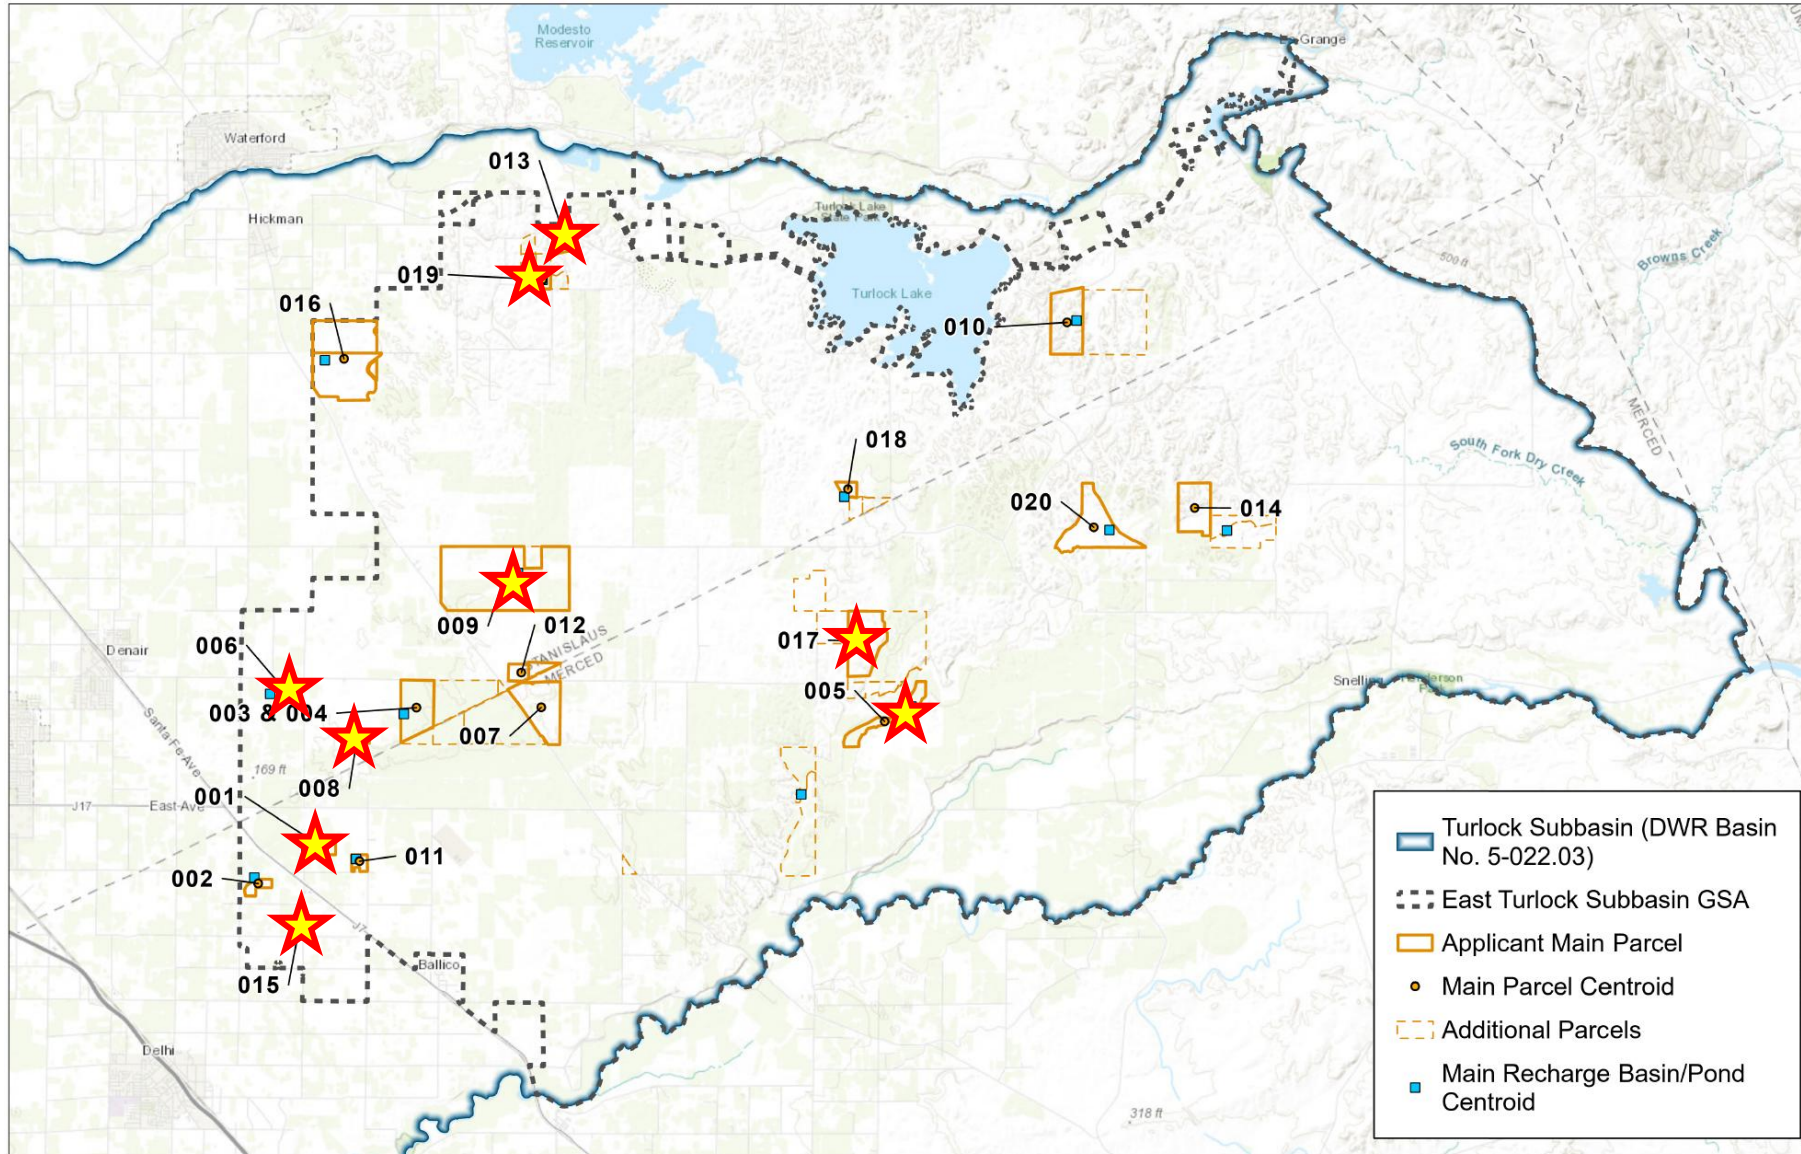 Modesto
Reservoir
La Grange
Waterford
013
Hickman
Turlock Lake
State Park
Browns Creek
500 ft
019
Turlock Lake
016
010
MERCED
018
South Fork Dry Creek
020
014
009
012
STANISLAUS
MERCED
017
Denair
006
005
Snelling
Henderson
Park
003 & 004
007
Santa Fe Ave
169 ft
008
001
J17
East Ave
011
002
J7
015
Ballico
Delhi
318 ft
Turlock Subbasin (DWR Basin
No. 5-022.03)
East Turlock Subbasin GSA
Applicant Main Parcel
Main Parcel Centroid
Additional Parcels
Main Recharge Basin/Pond
Centroid